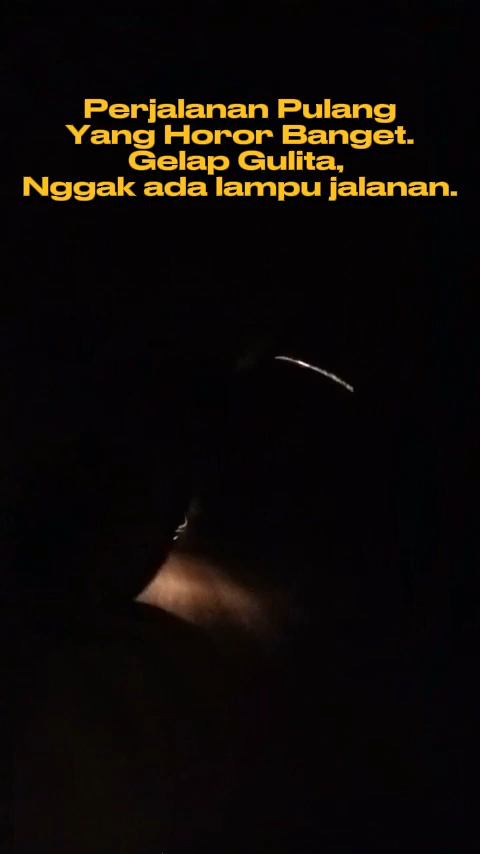 Perjalanan Pulang
Yang Horor Banget.
Gelap Gulita,
Nggak ada lampu jalanan.